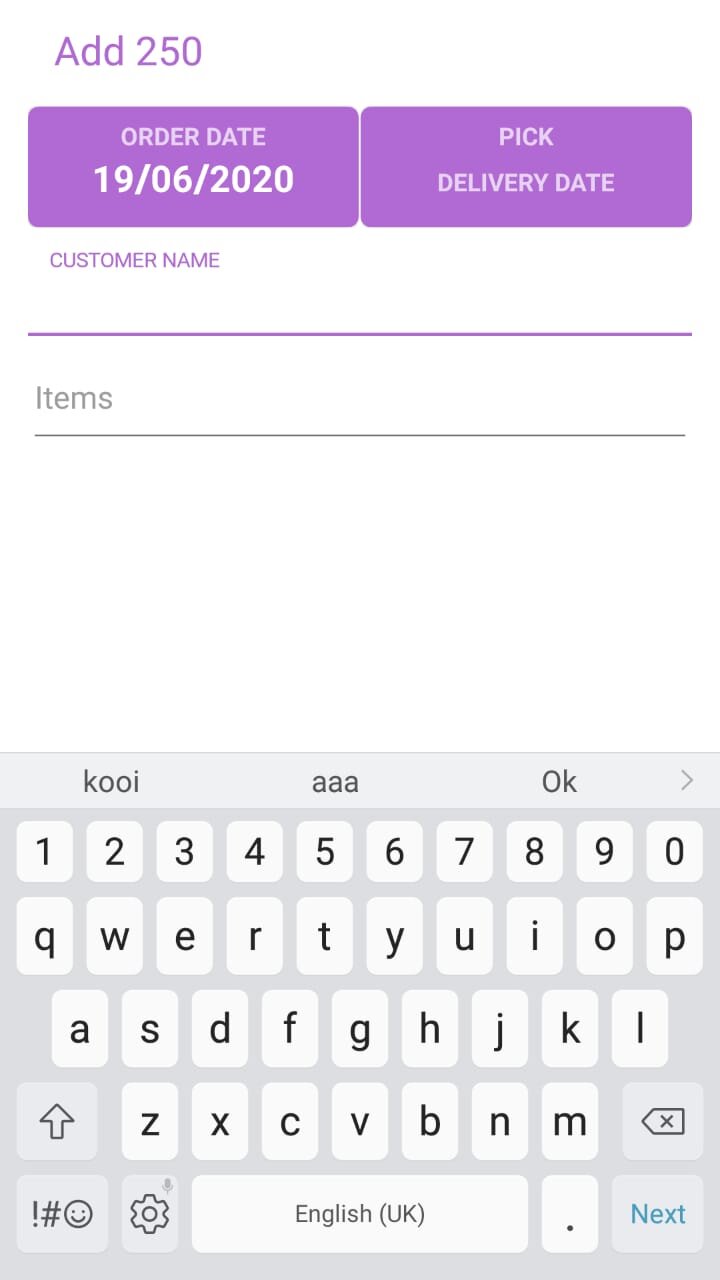 Add 250
ORDER DATE
19/06/2020
PICK
DELIVERY DATE
CUSTOMER NAME
Items
kooi aaa Ok
1 2 3 4 5 6 7 8 9 0
q w e r t y u i o p
a s d f g h j k l
z x c v b n m
!#☺ English (UK) . Next